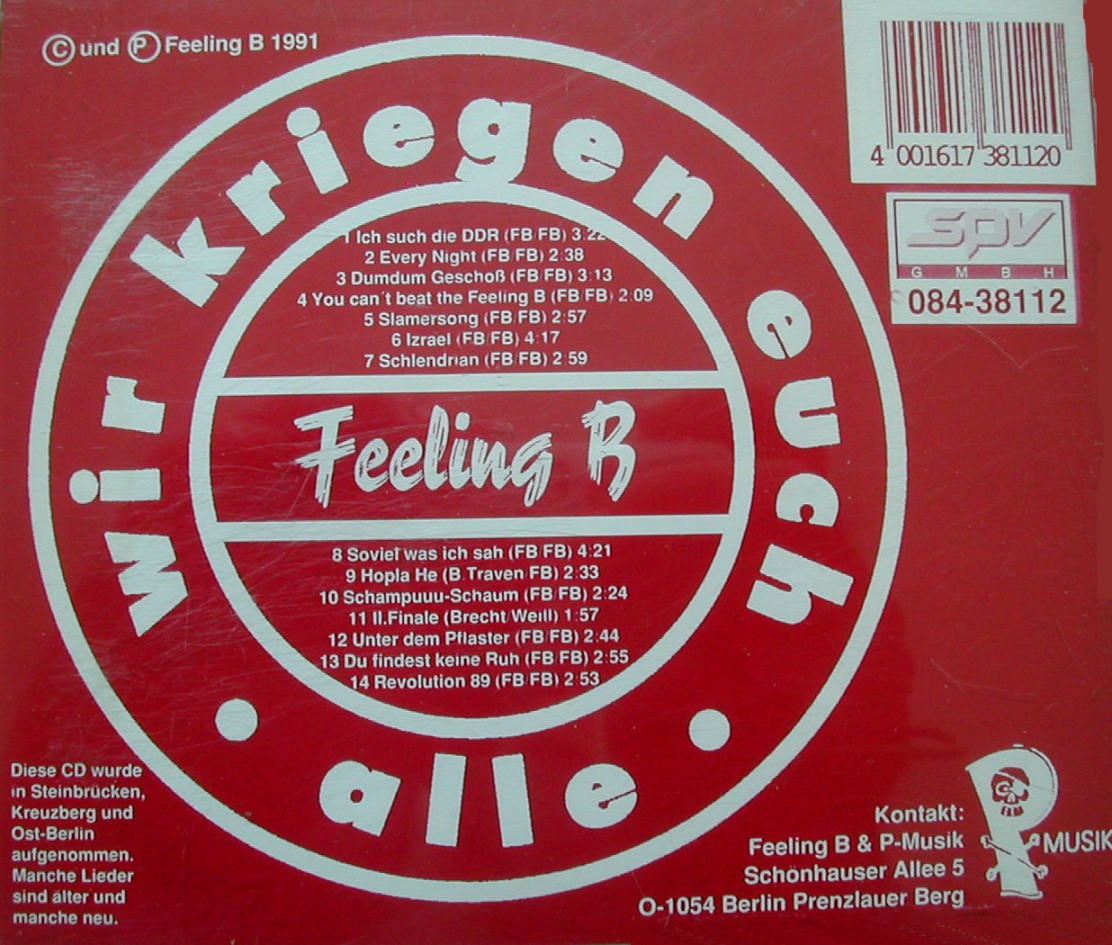 © und ℗ Feeling B 1991
4 001617 381120
spv
GMBH
084-38112
wir kriegen euch
1 Ich such die DDR (FB/FB) 3:22
2 Every Night (FB/FB) 2:38
3 Dumdum Geschoß (FB/FB) 3:13
4 You can´t beat the Feeling B (FB/FB) 2:09
5 Slamersong (FB/FB) 2:57
6 Izrael (FB/FB) 4:17
7 Schlendrian (FB/FB) 2:59
Feeling B
8 Soviel was ich sah (FB/FB) 4:21
9 Hopla He (B.Traven/FB) 2:33
10 Schampuuu-Schaum (FB/FB) 2:24
11 II.Finale (Brecht/Weill) 1:57
12 Unter dem Pflaster (FB/FB) 2:44
13 Du findest keine Ruh (FB/FB) 2:55
14 Revolution 89 (FB/FB) 2:53
• alle •
Diese CD wurde
in Steinbrücken,
Kreuzberg und
Ost-Berlin
aufgenommen.
Manche Lieder
sind älter und
manche neu.
Kontakt:
Feeling B & P-Musik
Schönhauser Allee 5
O-1054 Berlin Prenzlauer Berg
P MUSIK